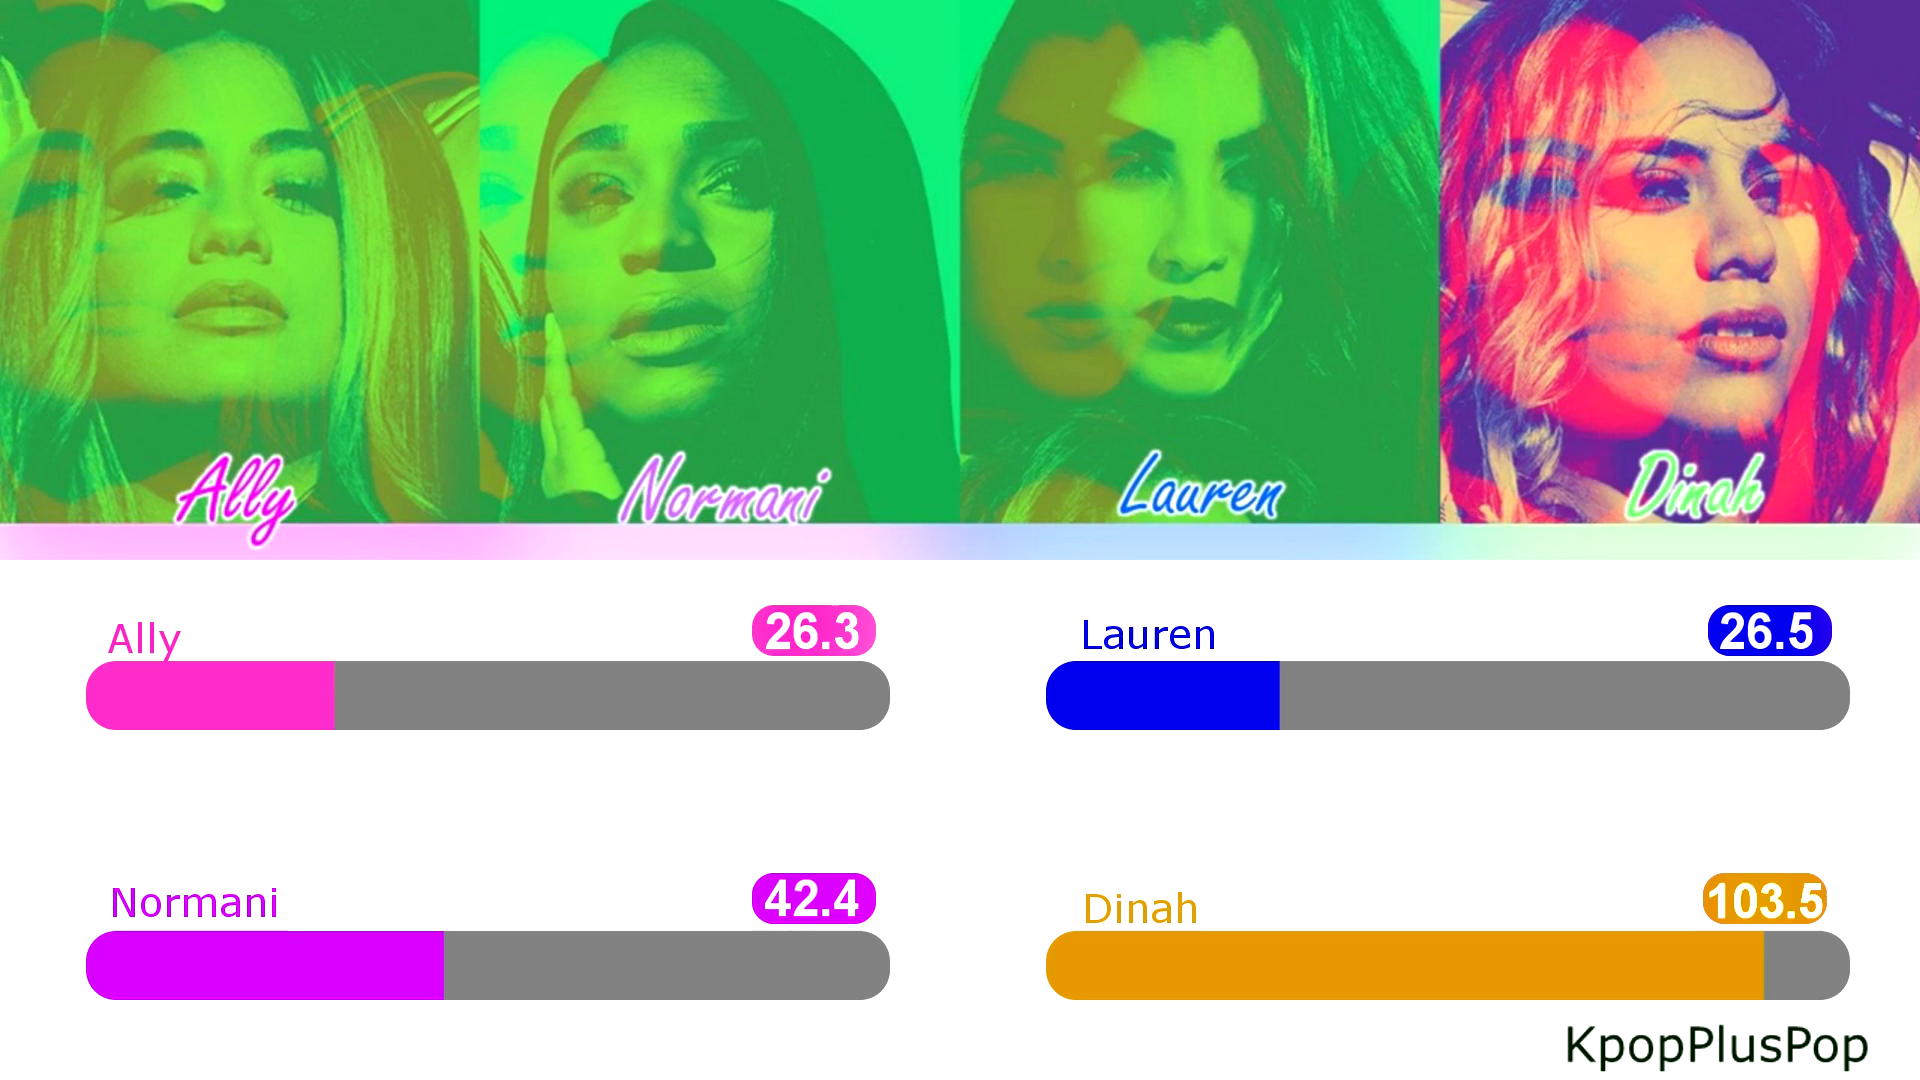 Ally Normani Lauren Dinah
Ally 26.3
Lauren 26.5
Normani 42.4
Dinah 103.5
KpopPlusPop